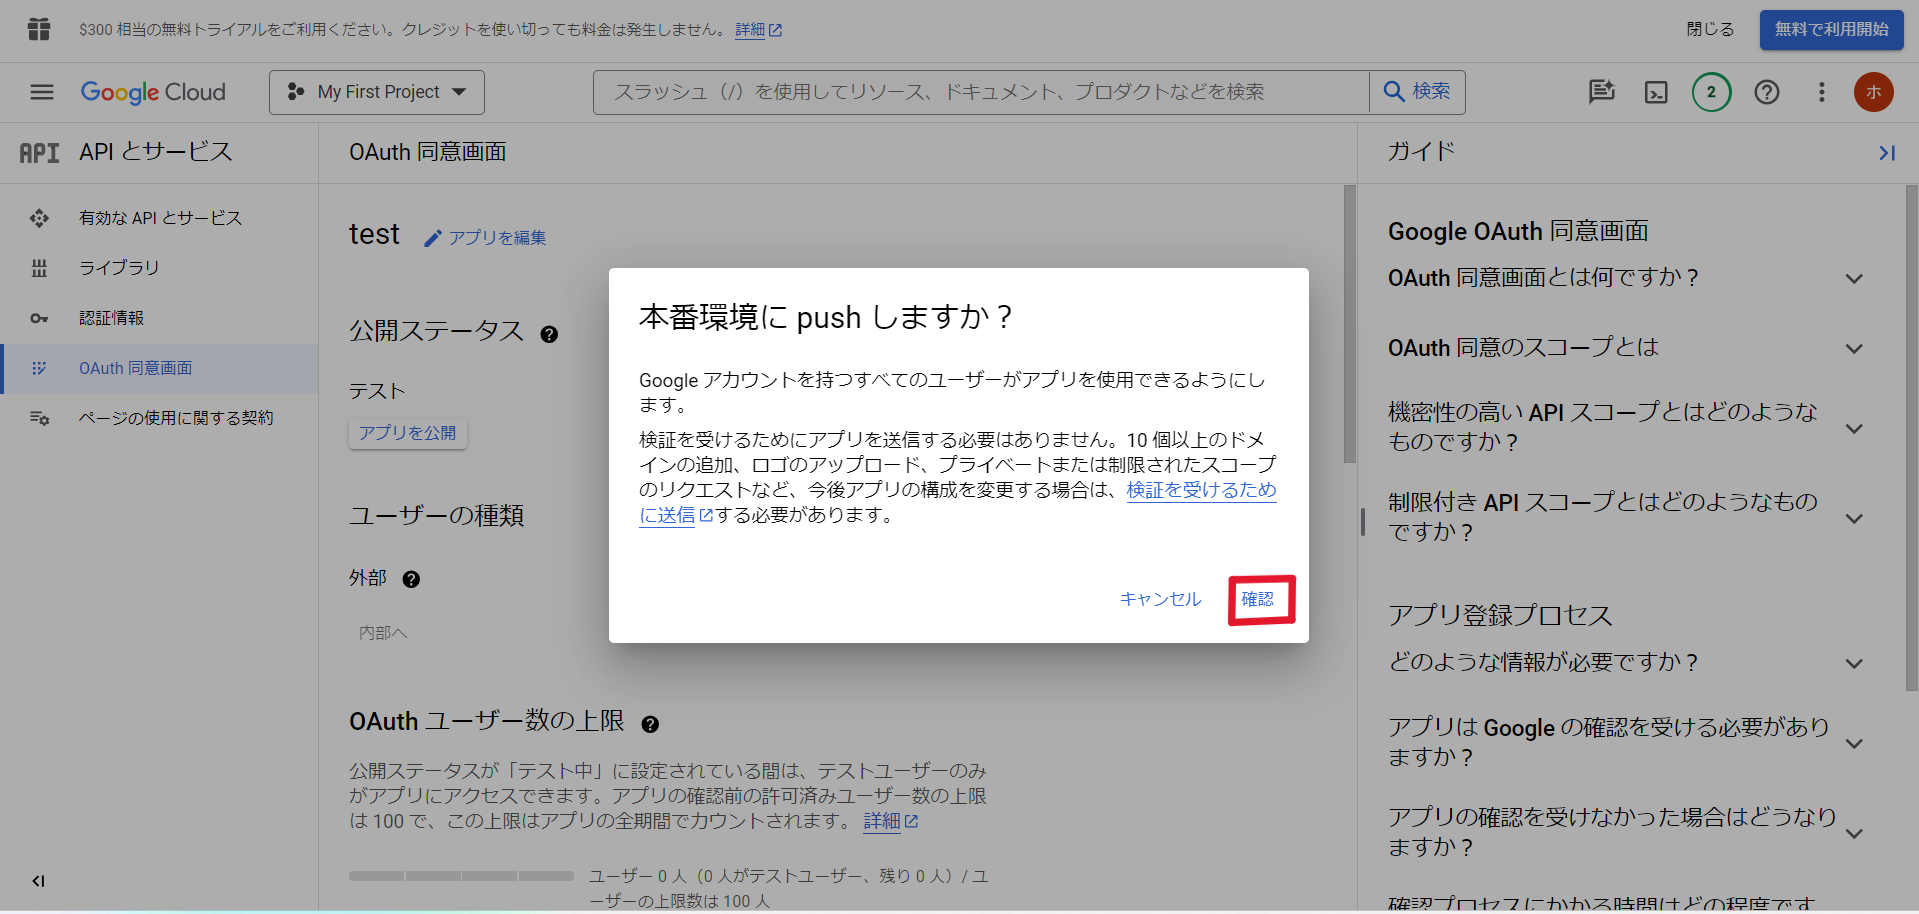 $300 相当の無料トライアルをご利用ください。クレジットを使い切っても料金は発生しません。 詳細
閉じる
無料で利用開始
Google Cloud
My First Project
スラッシュ（/）を使用してリソース、ドキュメント、プロダクトなどを検索
検索
2
ホ
API
API とサービス
有効な API とサービス
ライブラリ
認証情報
OAuth 同意画面
ページの使用に関する契約
OAuth 同意画面
test
アプリを編集
公開ステータス
テスト
アプリを公開
ユーザーの種類
外部
内部へ
OAuth ユーザー数の上限
公開ステータスが「テスト中」に設定されている間は、テストユーザーのみ
がアプリにアクセスできます。アプリの確認前の許可済みユーザー数の上限
は 100 で、この上限はアプリの全期間でカウントされます。 詳細
ユーザー 0 人（0 人がテストユーザー、残り 0 人）/ ユ
ーザーの上限数は 100 人
本番環境に push しますか？
Google アカウントを持つすべてのユーザーがアプリを使用できるようにし
ます。
検証を受けるためにアプリを送信する必要はありません。10 個以上のドメ
インの追加、ロゴのアップロード、プライベートまたは制限されたスコープ
のリクエストなど、今後アプリの構成を変更する場合は、検証を受けるため
に送信する必要があります。
キャンセル
確認
ガイド
Google OAuth 同意画面
OAuth 同意画面とは何ですか？
OAuth 同意のスコープとは
機密性の高い API スコープとはどのような
ものですか？
制限付き API スコープとはどのようなもの
ですか？
アプリ登録プロセス
どのような情報が必要ですか？
アプリは Google の確認を受ける必要があり
ますか？
アプリの確認を受けなかった場合はどうなり
ますか？
確認プロセスにかかる時間はどの程度です